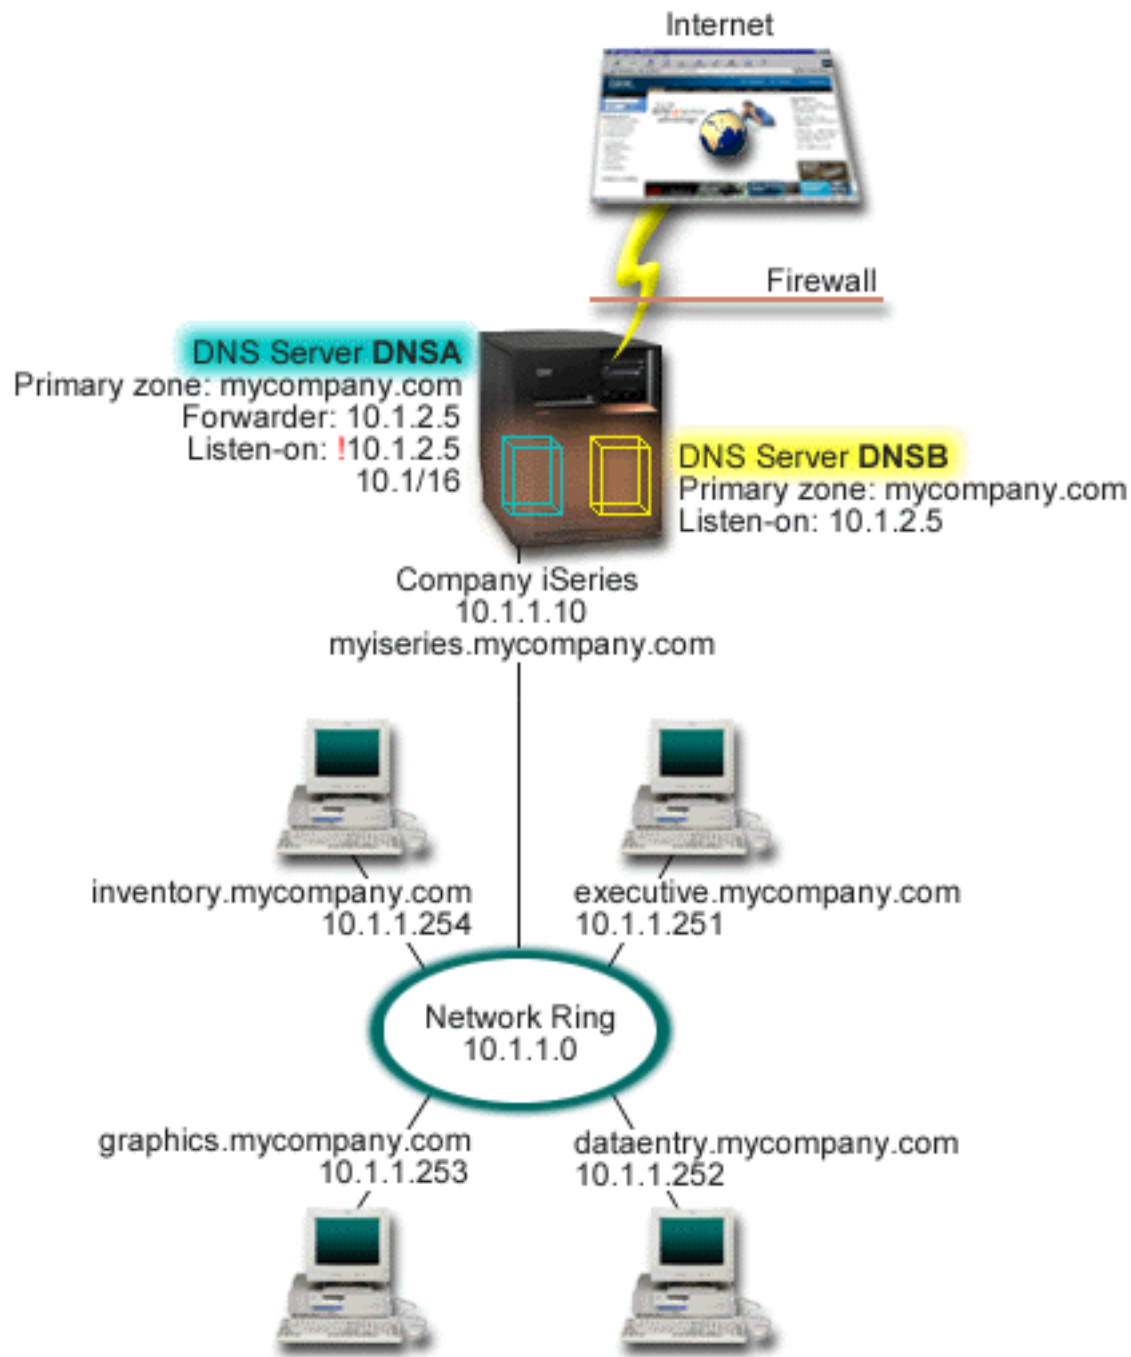 Internet
Firewall
DNS Server DNSA
Primary zone: mycompany.com
Forwarder: 10.1.2.5
Listen-on: !10.1.2.5
10.1/16
DNS Server DNSB
Primary zone: mycompany.com
Listen-on: 10.1.2.5
Company iSeries
10.1.1.10
myiseries.mycompany.com
inventory.mycompany.com
10.1.1.254
executive.mycompany.com
10.1.1.251
Network Ring
10.1.1.0
graphics.mycompany.com
10.1.1.253
dataentry.mycompany.com
10.1.1.252